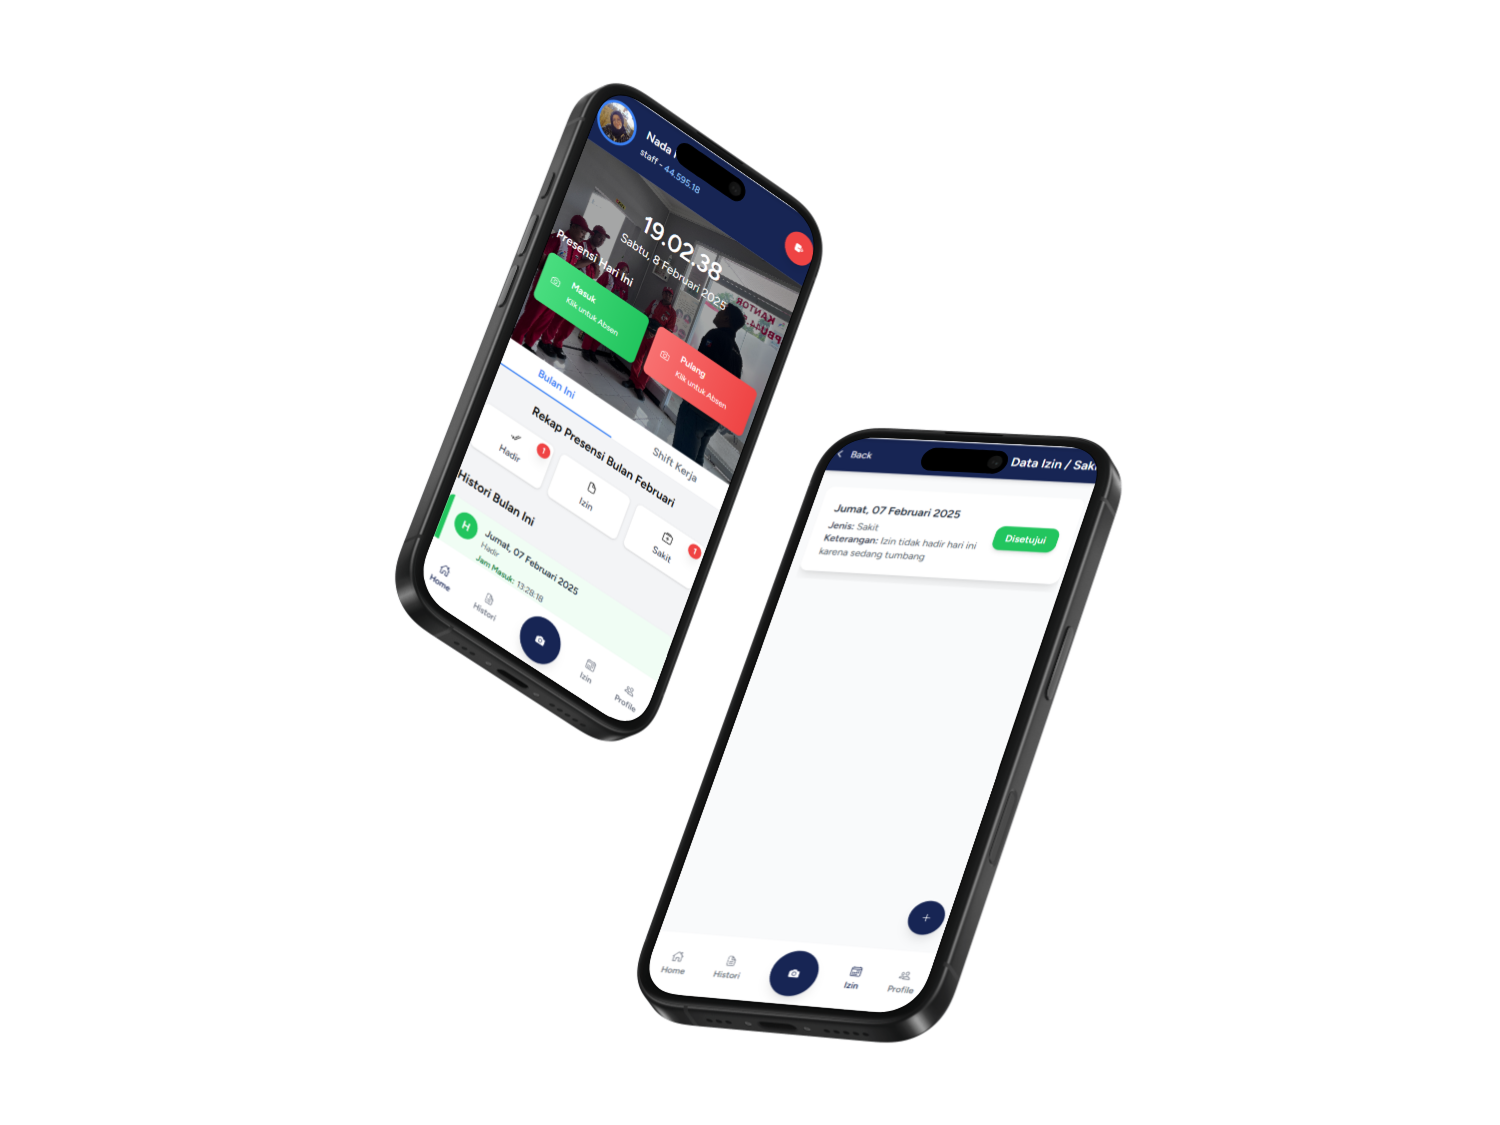 Nada
staff - 44.595.18
19.02.38
Sabtu, 8 Februari 2025
Presensi Hari Ini
Masuk
Klik untuk Absen
Pulang
Klik untuk Absen
KANTOR
Bulan Ini
Shift Kerja
Rekap Presensi Bulan Februari
Hadir
1
Izin
Sakit
1
Histori Bulan Ini
H
Jumat, 07 Februari 2025
Hadir
Jam Masuk: 13:28:18
Home
Histori
Izin
Profile
Back
Data Izin / Saki
Jumat, 07 Februari 2025
Jenis: Sakit
Keterangan: Izin tidak hadir hari ini
karena sedang tumbang
Disetujui
+
Home
Histori
Izin
Profile